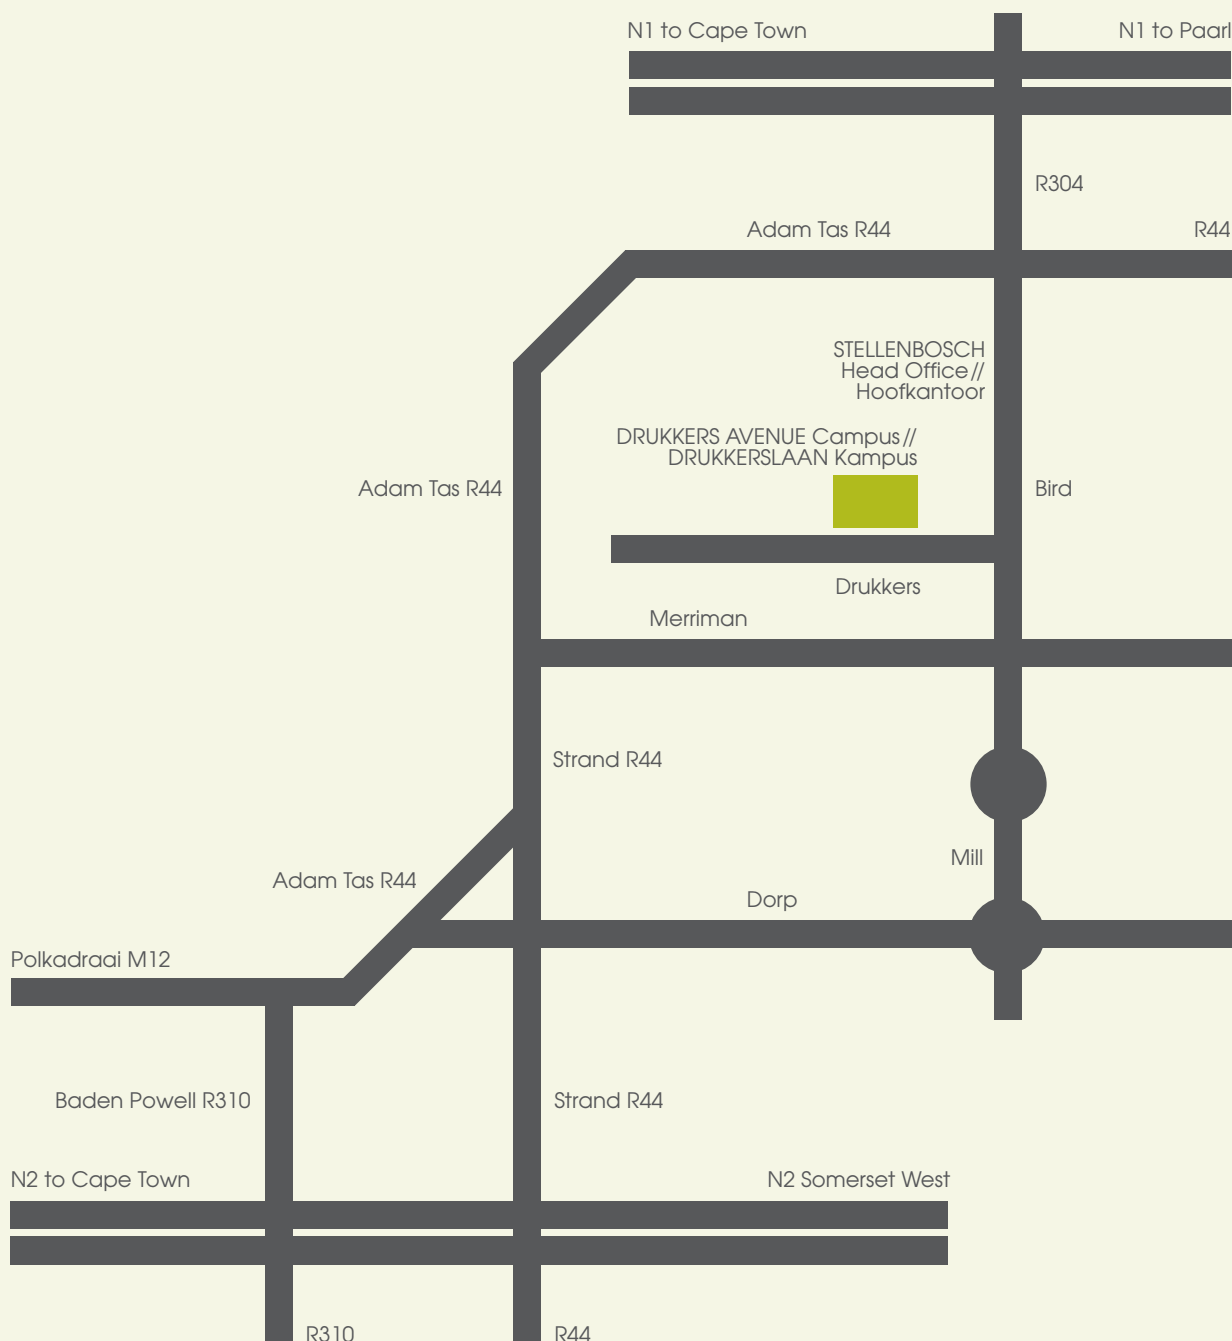 N1 to Cape Town
N1 to Paarl
R304
Adam Tas R44
R44
STELLENBOSCH
Head Office//
Hoofkantoor
DRUKKERS AVENUE Campus//
DRUKKERSLAAN Kampus
Adam Tas R44
Bird
Drukkers
Merriman
Strand R44
Mill
Adam Tas R44
Dorp
Polkadraai M12
Baden Powell R310
Strand R44
N2 to Cape Town
N2 Somerset West
R310
R44